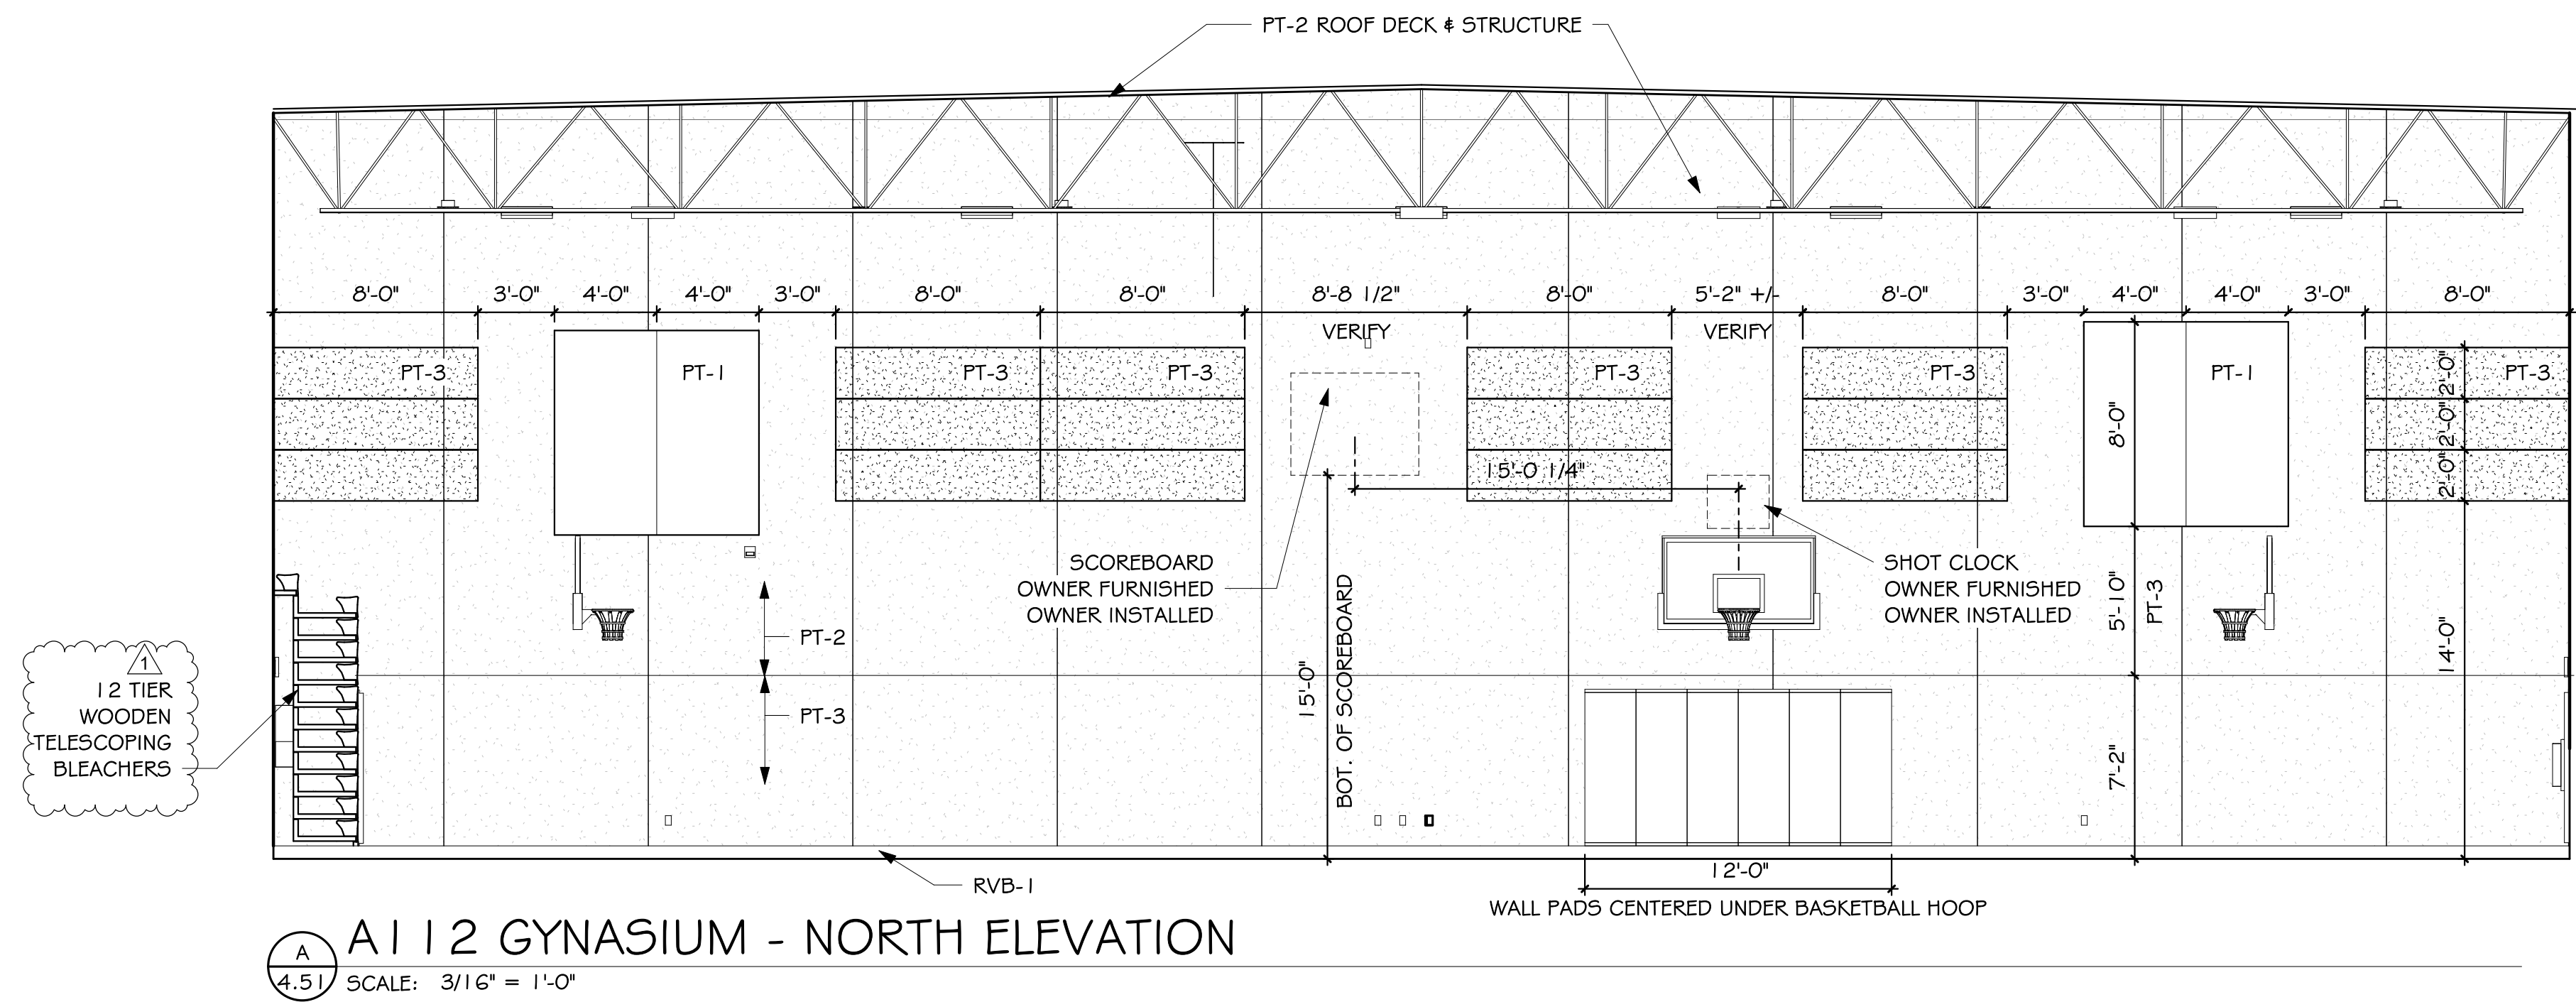 PT-2 ROOF DECK & STRUCTURE
8'-0" 3'-0" 4'-0" 4'-0" 3'-0" 8'-0" 8'-0" 8'-8 1/2" 8'-0" 5'-2" +/- 8'-0" 3'-0" 4'-0" 4'-0" 3'-0" 8'-0"
VERIFY VERIFY
PT-3 PT-1 PT-3 PT-3 PT-3 PT-3 PT-1 PT-3
8'-0"
2'-0"
2'-0"
2'-0"
15'-0 1/4"
SCOREBOARD
OWNER FURNISHED
OWNER INSTALLED
SHOT CLOCK
OWNER FURNISHED
OWNER INSTALLED
PT-2
PT-3
15'-0"
BOT. OF SCOREBOARD
5'-10"
PT-3
14'-0"
7'-2"
1
12 TIER
WOODEN
TELESCOPING
BLEACHERS
12'-0"
RVB-1
WALL PADS CENTERED UNDER BASKETBALL HOOP
A
4.51
A112 GYNASIUM - NORTH ELEVATION
SCALE: 3/16" = 1'-0"